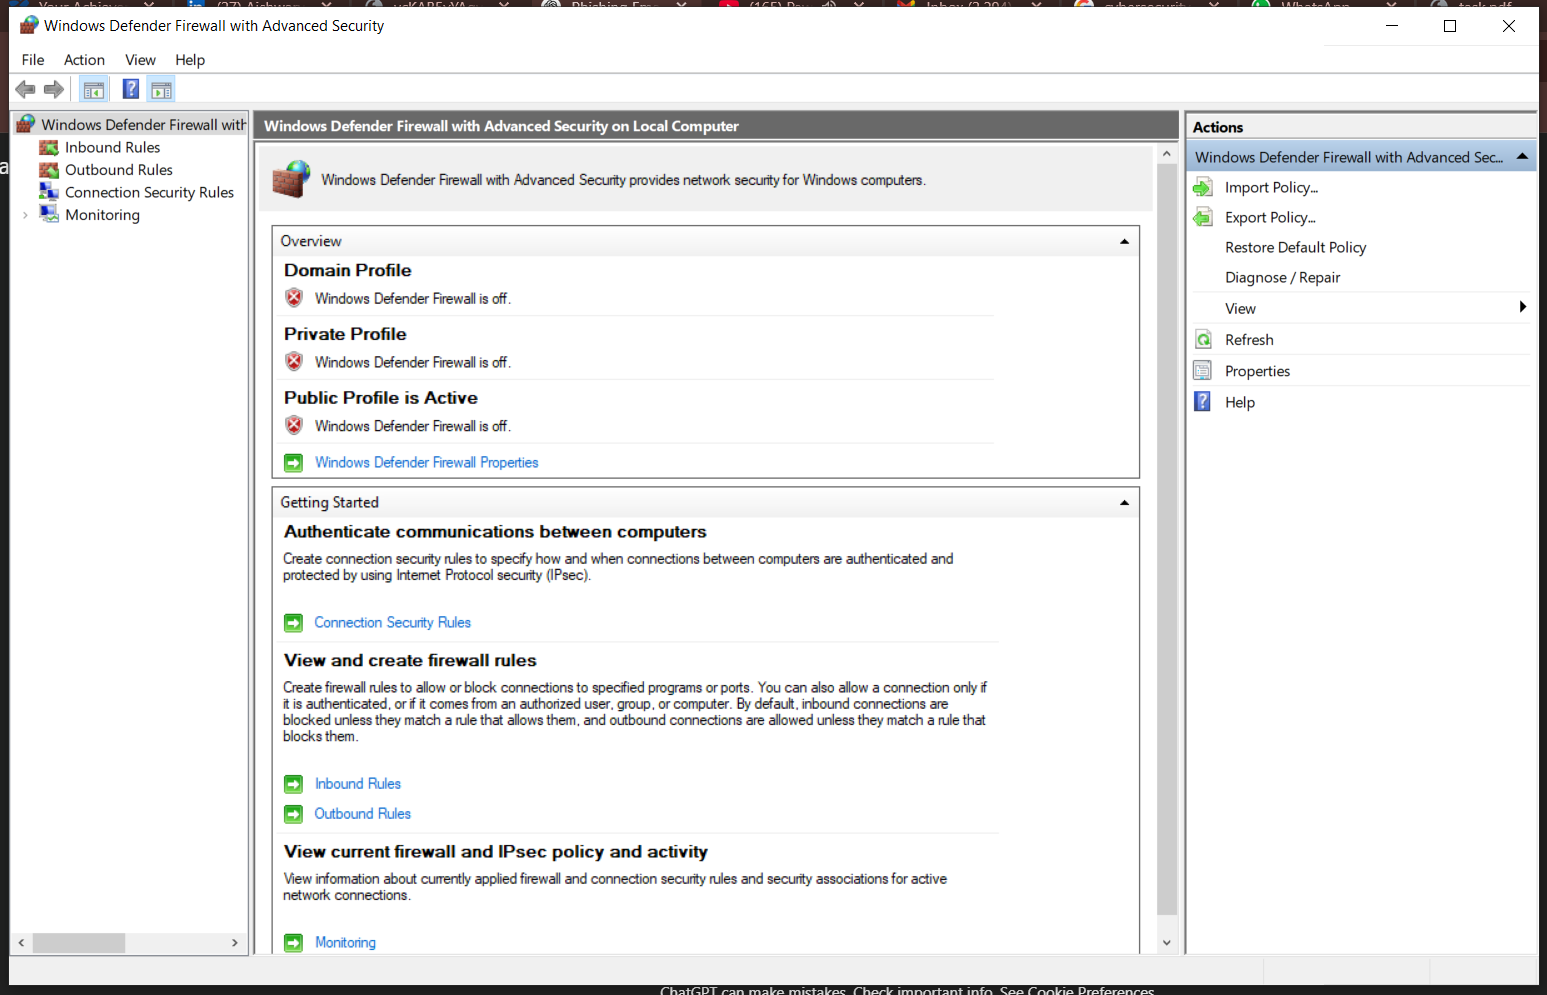 Windows Defender Firewall with Advanced Security
File Action View Help
Windows Defender Firewall with
Inbound Rules
Outbound Rules
Connection Security Rules
Monitoring
Windows Defender Firewall with Advanced Security on Local Computer
Windows Defender Firewall with Advanced Security provides network security for Windows computers.
Overview
Domain Profile
Windows Defender Firewall is off.
Private Profile
Windows Defender Firewall is off.
Public Profile is Active
Windows Defender Firewall is off.
Windows Defender Firewall Properties
Getting Started
Authenticate communications between computers
Create connection security rules to specify how and when connections between computers are authenticated and
protected by using Internet Protocol security (IPsec).
Connection Security Rules
View and create firewall rules
Create firewall rules to allow or block connections to specified programs or ports. You can also allow a connection only if
it is authenticated, or if it comes from an authorized user, group, or computer. By default, inbound connections are
blocked unless they match a rule that allows them, and outbound connections are allowed unless they match a rule that
blocks them.
Inbound Rules
Outbound Rules
View current firewall and IPsec policy and activity
View information about currently applied firewall and connection security rules and security associations for active
network connections.
Monitoring
Actions
Windows Defender Firewall with Advanced Sec...
Import Policy...
Export Policy...
Restore Default Policy
Diagnose / Repair
View
Refresh
Properties
Help
ChatGPT can make mistakes. Check important info. See Cookie Preferences.